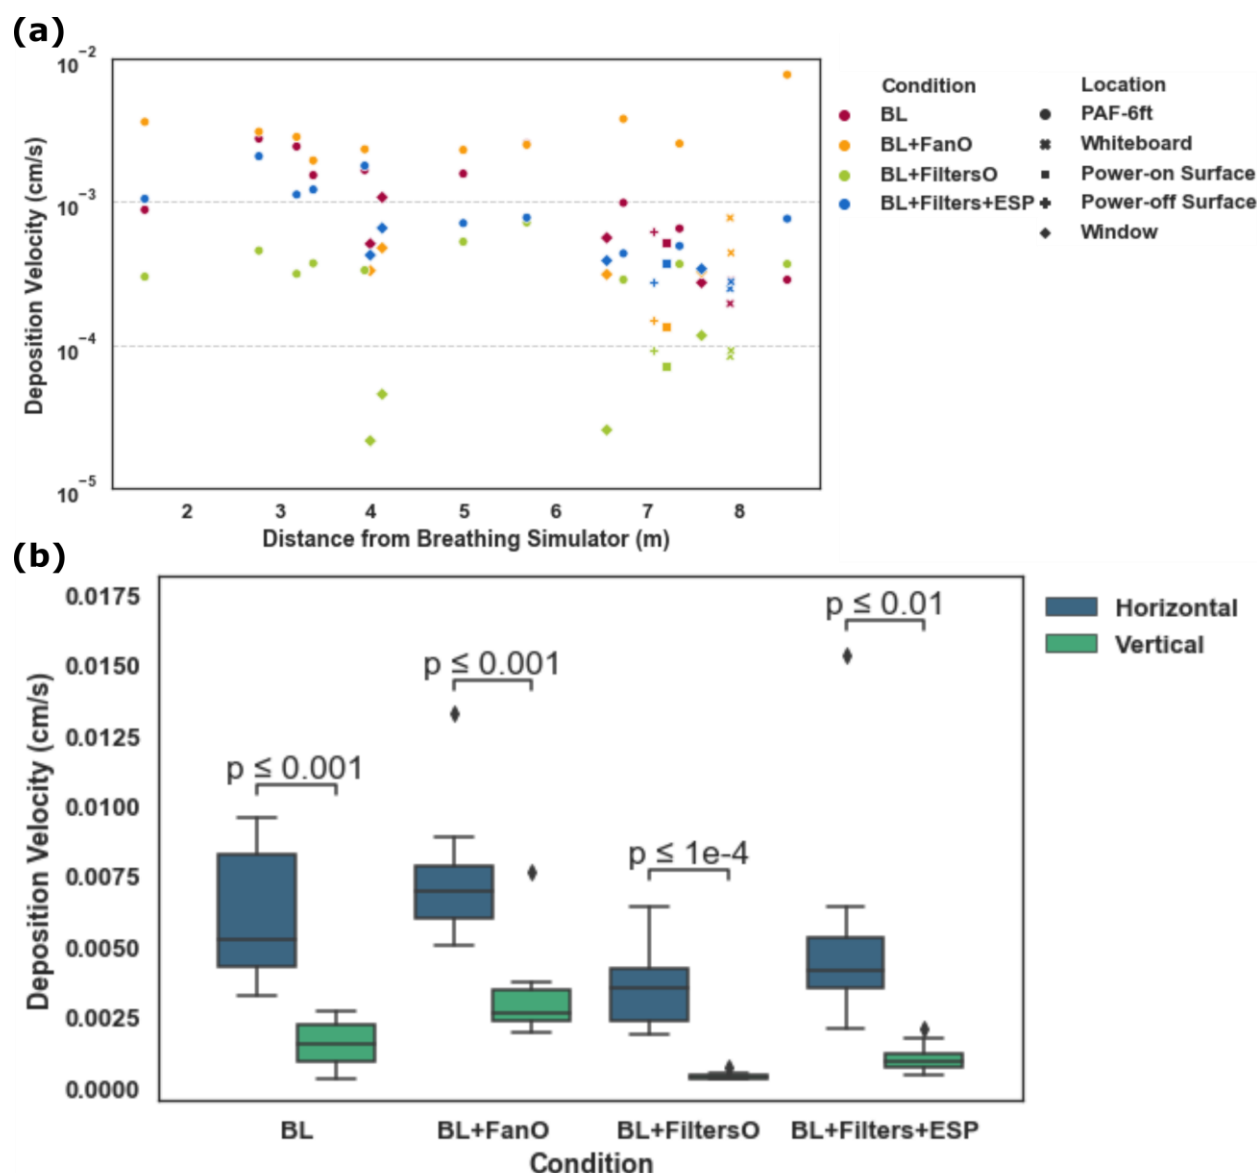 (a)
10−2
10−3
10−4
10−5
Deposition Velocity (cm/s)
2 3 4 5 6 7 8
Distance from Breathing Simulator (m)
Condition
BL
BL+FanO
BL+FiltersO
BL+Filters+ESP
Location
PAF-6ft
Whiteboard
Power-on Surface
Power-off Surface
Window
(b)
0.0175
0.0150
0.0125
0.0100
0.0075
0.0050
0.0025
0.0000
Deposition Velocity (cm/s)
p ≤ 0.001
p ≤ 0.001
p ≤ 1e-4
p ≤ 0.01
Horizontal
Vertical
BL BL+FanO BL+FiltersO BL+Filters+ESP
Condition